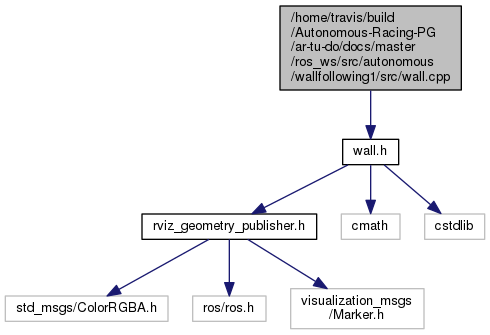 /home/travis/build
/Autonomous-Racing-PG
/ar-tu-do/docs/master
/ros_ws/src/autonomous
/wallfollowing1/src/wall.cpp
wall.h
rviz_geometry_publisher.h
cmath
cstdlib
std_msgs/ColorRGBA.h
ros/ros.h
visualization_msgs
/Marker.h